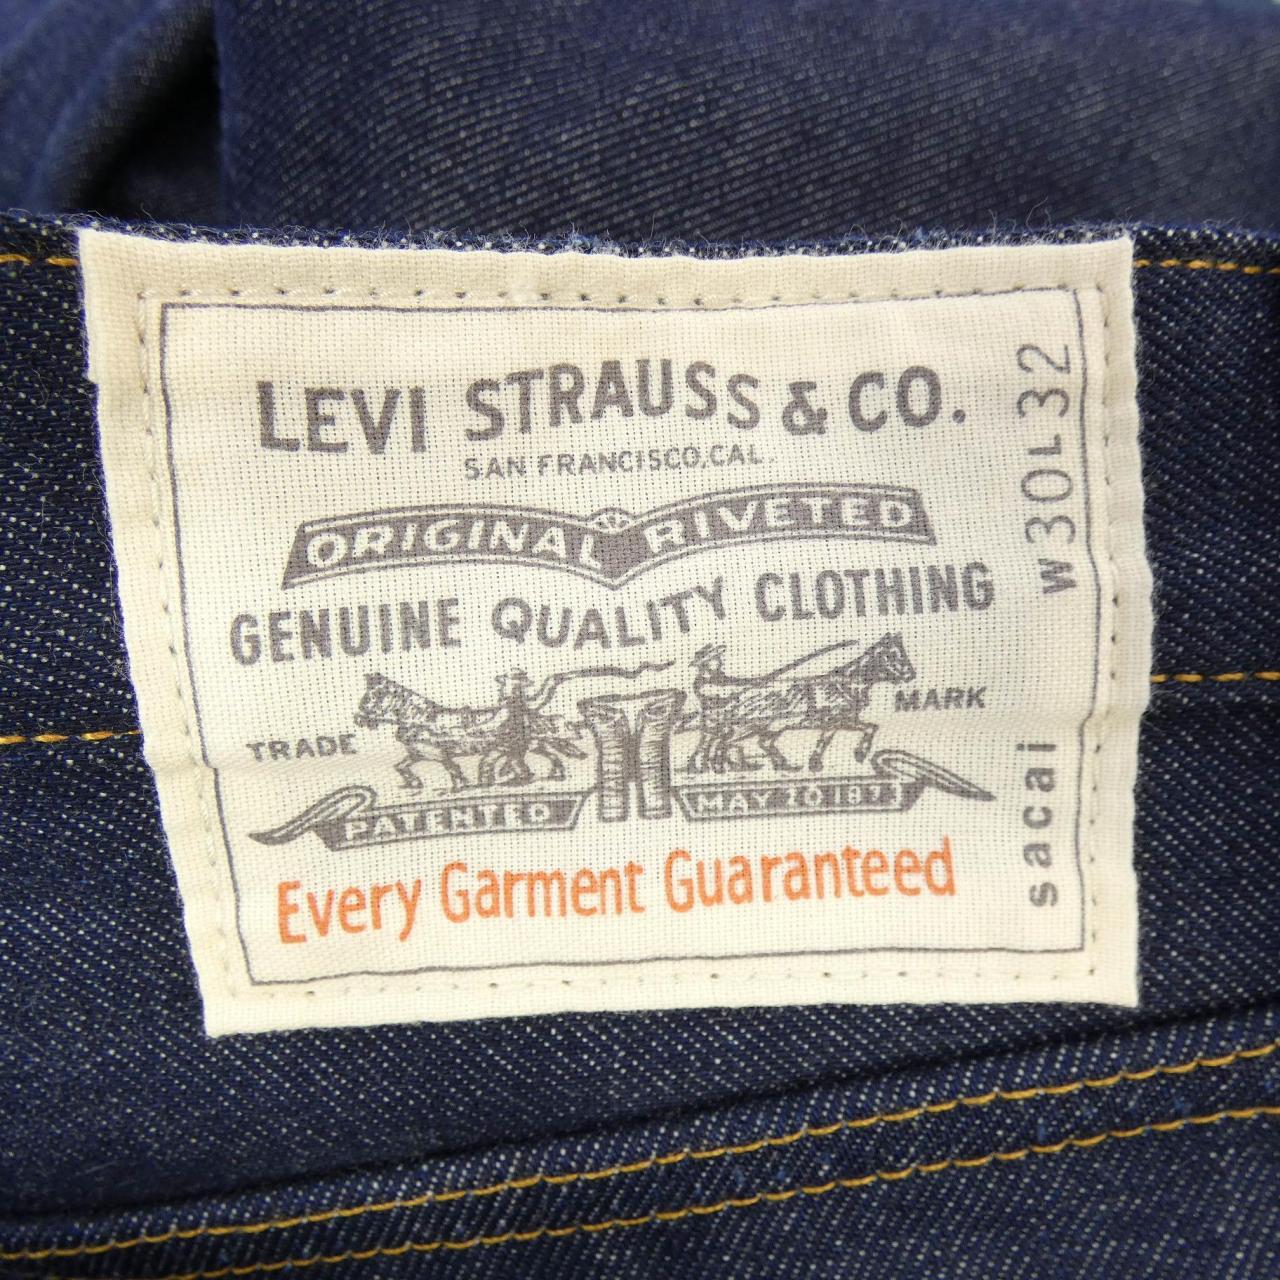 LEVI STRAUSS & CO.
SAN FRANCISCO, CAL.
ORIGINAL RIVETED
GENUINE QUALITY CLOTHING
TRADE MARK
PATENTED MAY 20 1873
Every Garment Guaranteed
W30L32
sacai